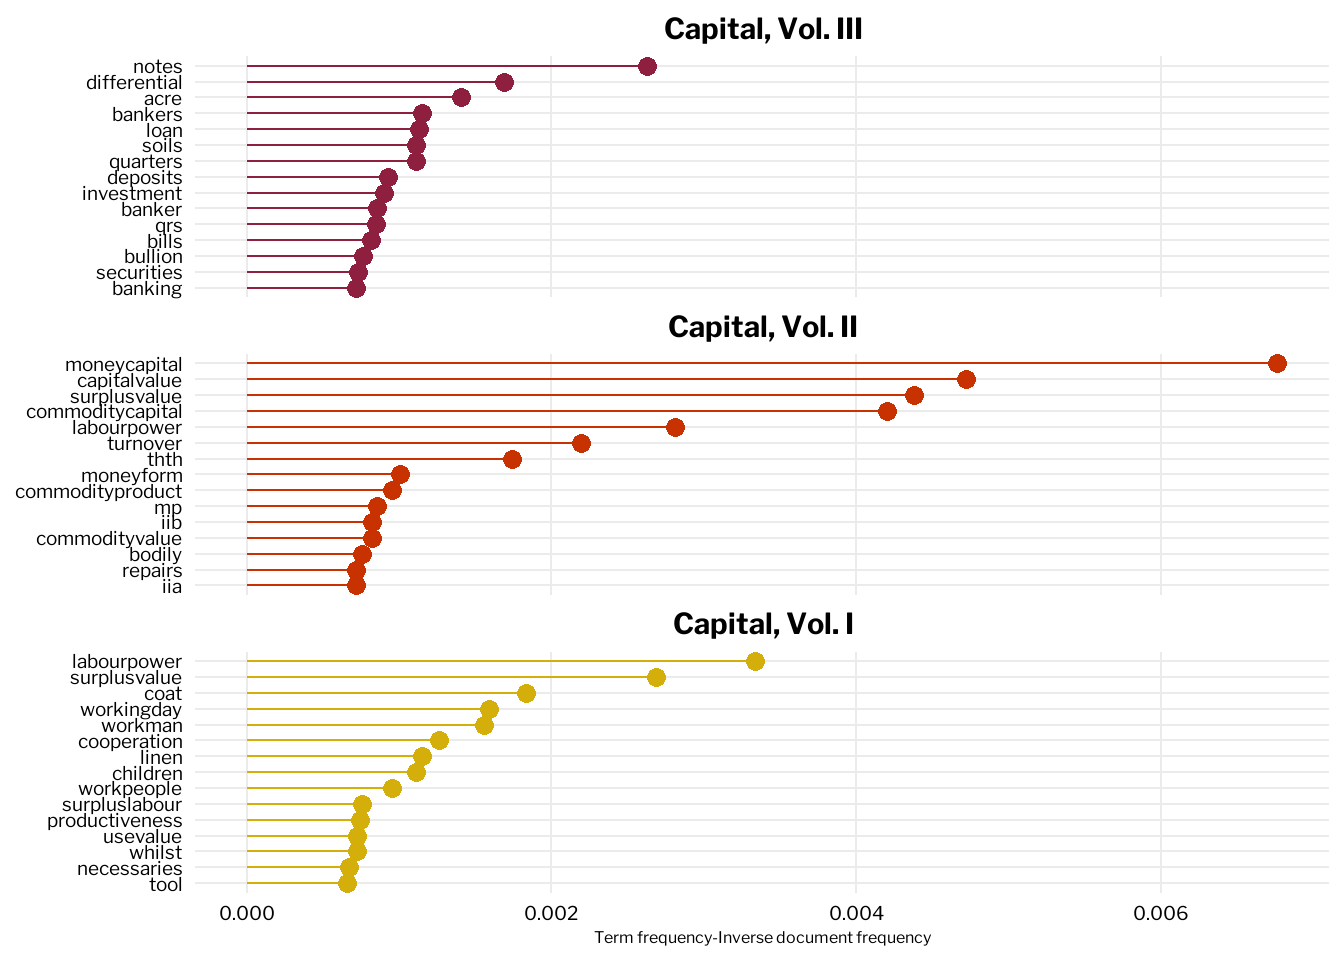 Capital, Vol. III
notes
differential
acre
bankers
loan
soils
quarters
deposits
investment
banker
qrs
bills
bullion
securities
banking
Capital, Vol. II
moneycapital
capitalvalue
surplusvalue
commoditycapital
labourpower
turnover
thth
moneyform
commodityproduct
mp
iib
commodityvalue
bodily
repairs
iia
Capital, Vol. I
labourpower
surplusvalue
coat
workingday
workman
cooperation
linen
children
workpeople
surpluslabour
productiveness
usevalue
whilst
necessaries
tool
0.000 0.002 0.004 0.006
Term frequency-Inverse document frequency